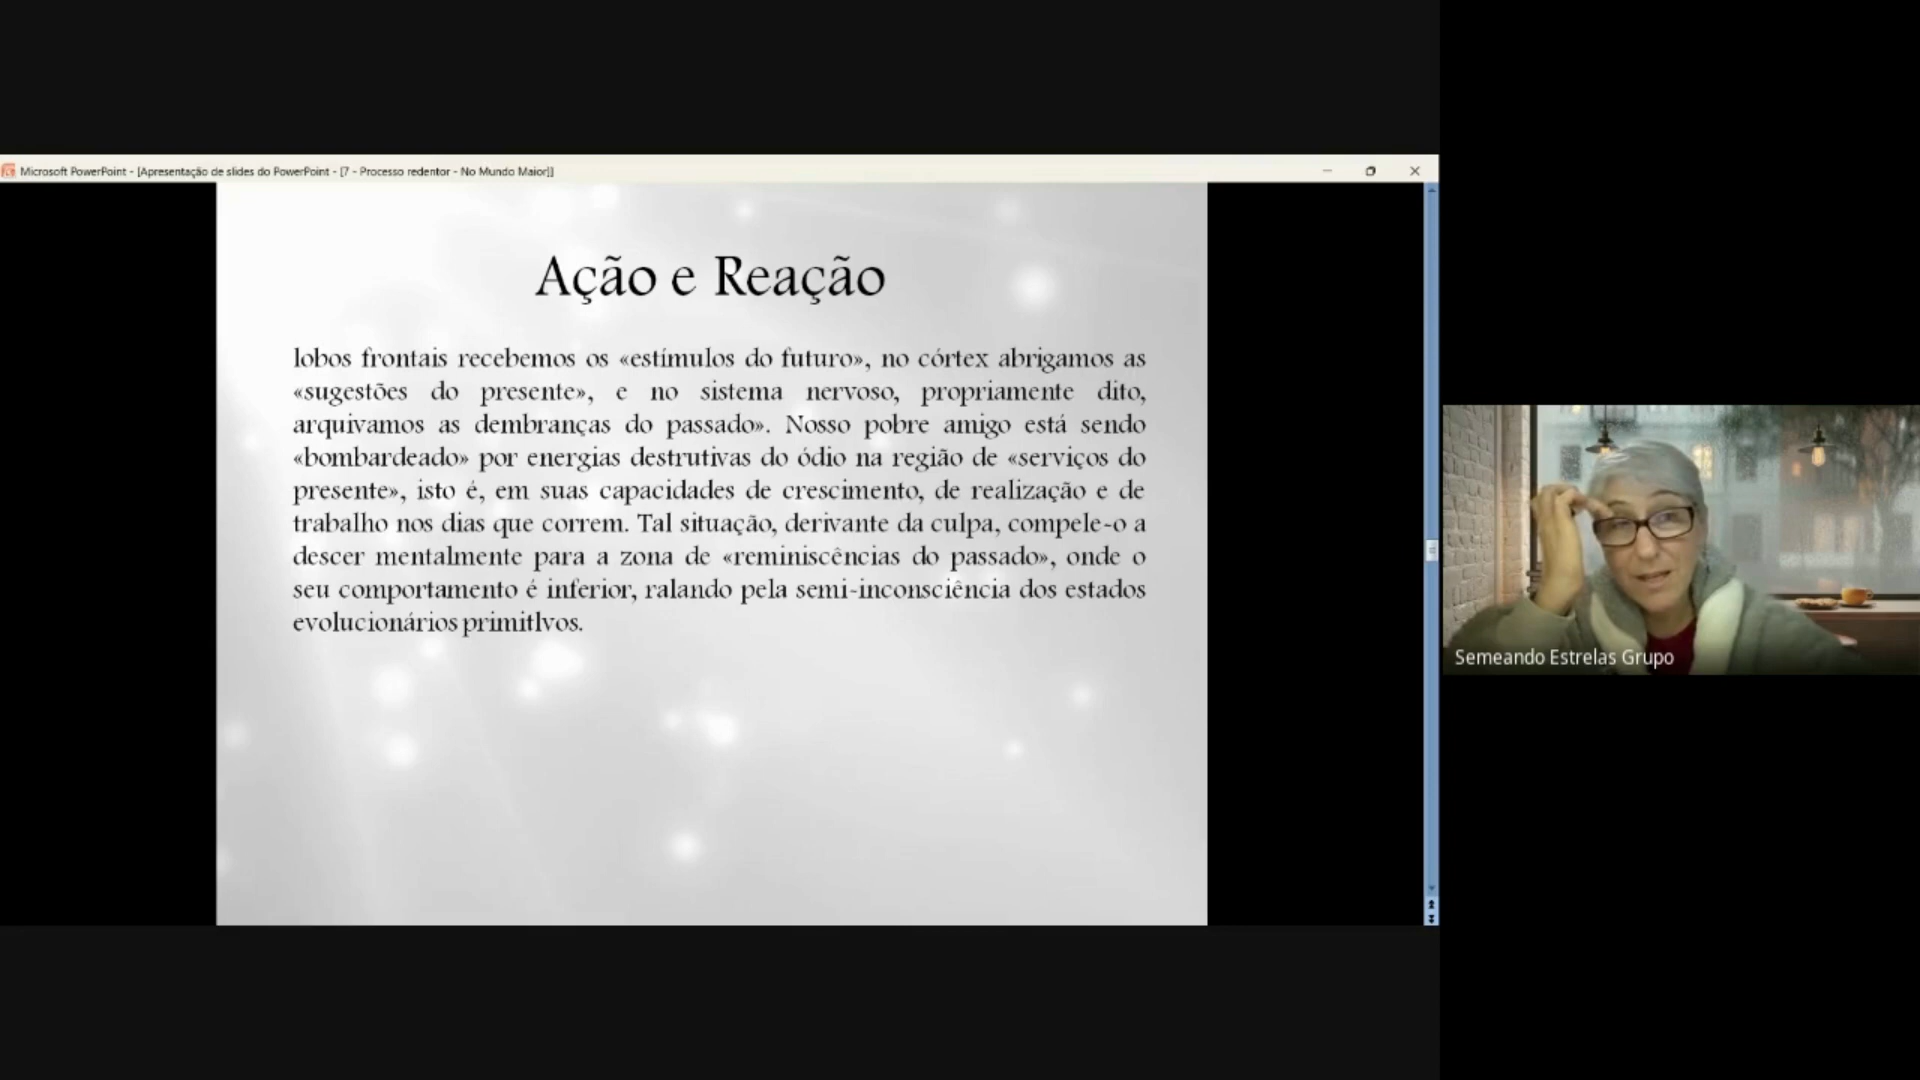 Microsoft PowerPoint - [Apresentação de slides do PowerPoint - [7 - Processo redentor - No Mundo Maior]]
Ação e Reação
lobos frontais recebemos os «estímulos do futuro», no córtex abrigamos as
«sugestões do presente», e no sistema nervoso, propriamente dito,
arquivamos as dembranças do passado». Nosso pobre amigo está sendo
«bombardeado» por energias destrutivas do ódio na região de «serviços do
presente», isto é, em suas capacidades de crescimento, de realização e de
trabalho nos dias que correm. Tal situação, derivante da culpa, compele-o a
descer mentalmente para a zona de «reminiscências do passado», onde o
seu comportamento é inferior, ralando pela semi-inconsciência dos estados
evolucionários primitlvos.
Semeando Estrelas Grupo